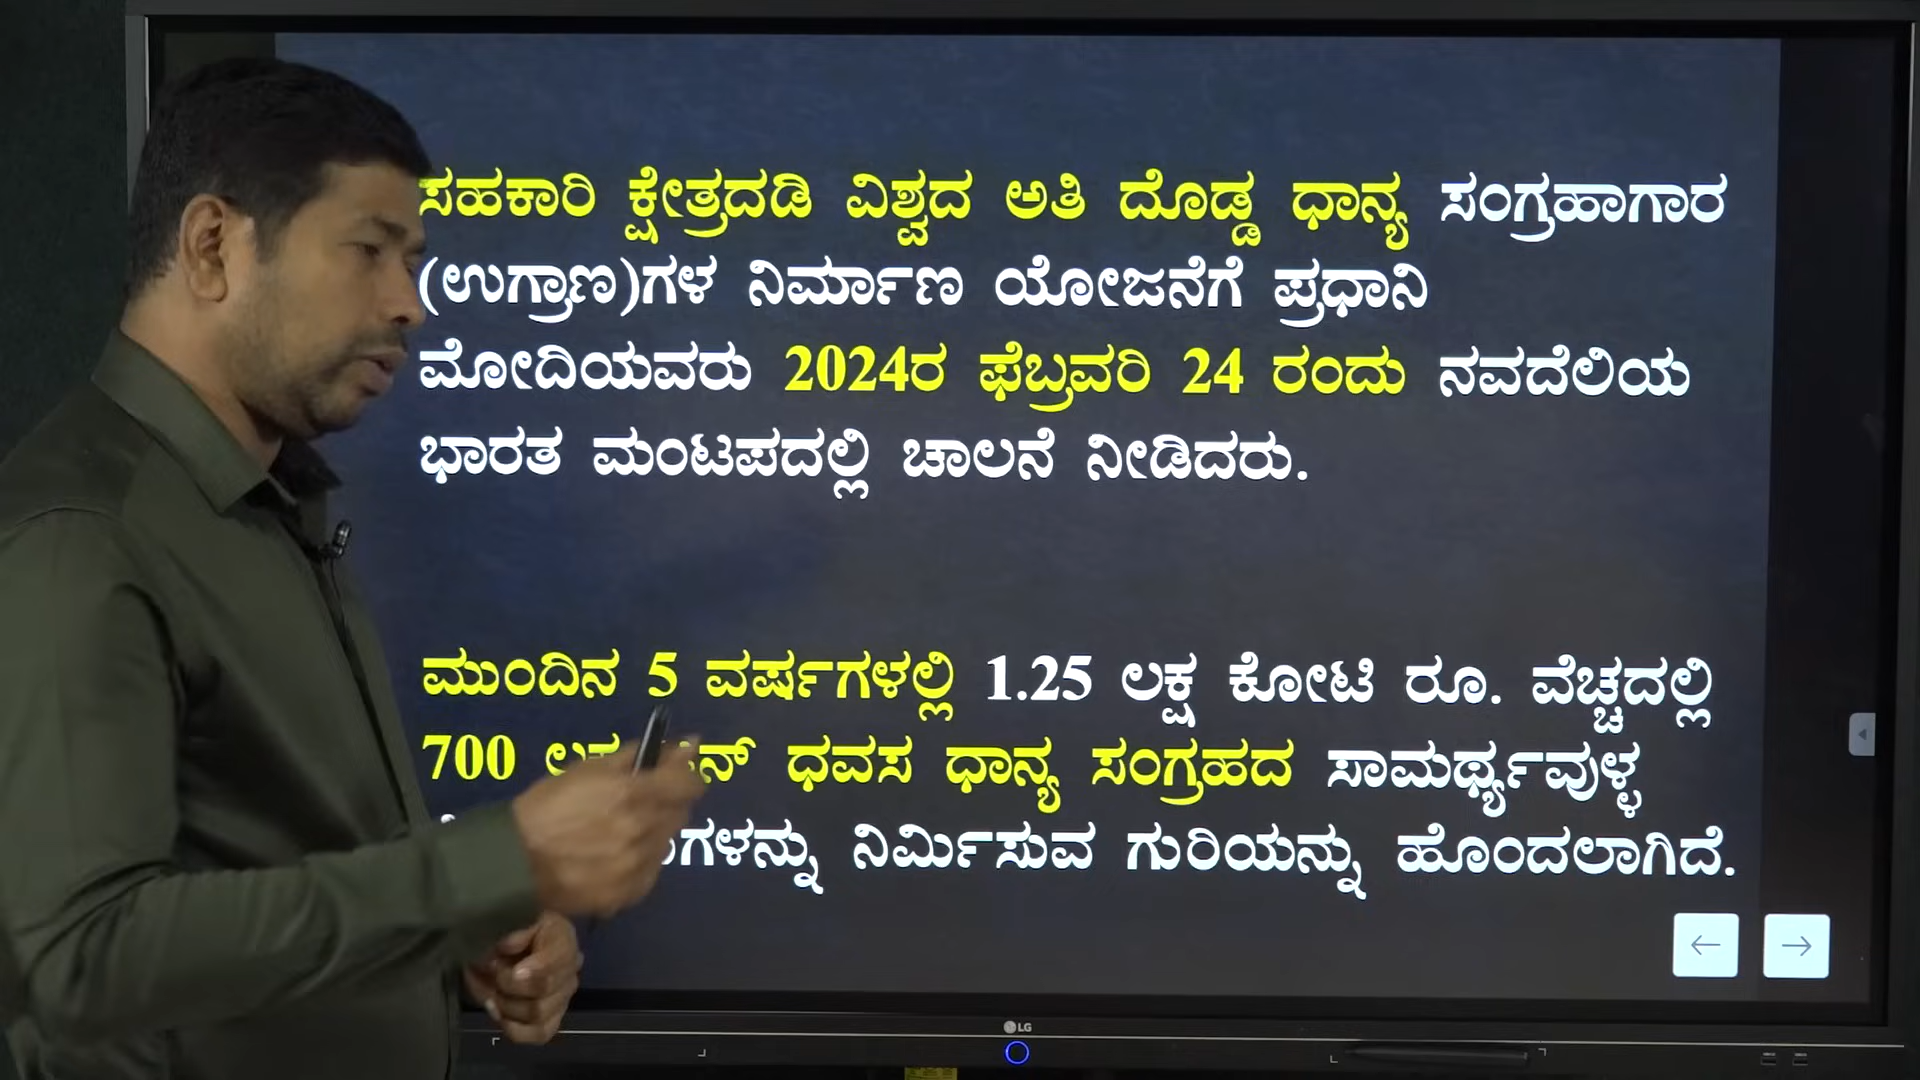 ಸಹಕಾರಿ ಕ್ಷೇತ್ರದಡಿ ವಿಶ್ವದ ಅತಿ ದೊಡ್ಡ ಧಾನ್ಯ ಸಂಗ್ರಹಾಗಾರ
(ಉಗ್ರಾಣ)ಗಳ ನಿರ್ಮಾಣ ಯೋಜನೆಗೆ ಪ್ರಧಾನಿ
ಮೋದಿಯವರು 2024ರ ಫೆಬ್ರವರಿ 24 ರಂದು ನವದೆಲಿಯ
ಭಾರತ ಮಂಟಪದಲ್ಲಿ ಚಾಲನೆ ನೀಡಿದರು.
ಮುಂದಿನ 5 ವರ್ಷಗಳಲ್ಲಿ 1.25 ಲಕ್ಷ ಕೋಟಿ ರೂ. ವೆಚ್ಚದಲ್ಲಿ
700 ಧವಸ ಧಾನ್ಯ ಸಂಗ್ರಹದ ಸಾಮರ್ಥ್ಯವುಳ್ಳ
ನಿರ್ಮಿಸುವ ಗುರಿಯನ್ನು ಹೊಂದಲಾಗಿದೆ.
LG